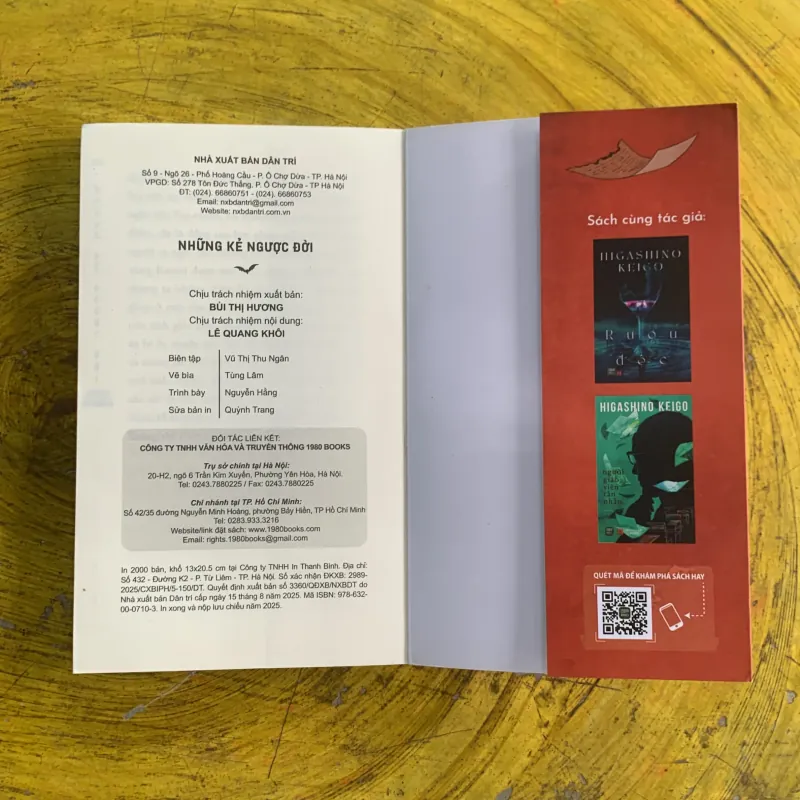 NHÀ XUẤT BẢN DÂN TRÍ
Số 9 - Ngõ 26 - Phố Hoàng Cầu - P. Ô Chợ Dừa - TP. Hà Nội
VPGD: Số 278 Tôn Đức Thắng. P. Ô Chợ Dừa - TP Hà Nội
ĐT: (024). 66860751 - (024). 66860753
Email: nxbdantri@gmail.com
Website: nxbdantri.com.vn
NHỮNG KẺ NGƯỢC ĐỜI
Chịu trách nhiệm xuất bản:
BÙI THỊ HƯƠNG
Chịu trách nhiệm nội dung:
LÊ QUANG KHÔI
Biên tập Vũ Thị Thu Ngân
Vẽ bìa Tùng Lâm
Trình bày Nguyễn Hằng
Sửa bản in Quỳnh Trang
ĐỐI TÁC LIÊN KẾT:
CÔNG TY TNHH VĂN HÓA VÀ TRUYỀN THÔNG 1980 BOOKS
Trụ sở chính tại Hà Nội:
20-H2, ngõ 6 Trần Kim Xuyến, Phường Yên Hòa, Hà Nội.
Tel: 0243.7880225 / Fax: 0243.7880225
Chi nhánh tại TP. Hồ Chí Minh:
Số 42/35 đường Nguyễn Minh Hoàng, phường Bảy Hiền, TP Hồ Chí Minh
Tel: 0283.933.3216
Website/link đặt sách: www.1980books.com
Email: rights.1980books@gmail.com
In 2000 bản, khổ 13x20.5 cm tại Công ty TNHH In Thanh Bình. Địa chỉ:
Số 432 - Đường K2 - P. Từ Liêm - TP. Hà Nội. Số xác nhận ĐKXB: 2989-
2025/CXBIPH/5-150/DT. Quyết định xuất bản số 3360/QĐXB/NXBDT do
Nhà xuất bản Dân trí cấp ngày 15 tháng 8 năm 2025. Mã ISBN: 978-632-
00-0710-3. In xong và nộp lưu chiểu năm 2025.
Sách cùng tác giả:
HIGASHINO
KEIGO
Rượu
độc
HIGASHINO KEIGO
người
giáo
viên
tàn
nhẫn
QUÉT MÃ ĐỂ KHÁM PHÁ SÁCH HAY